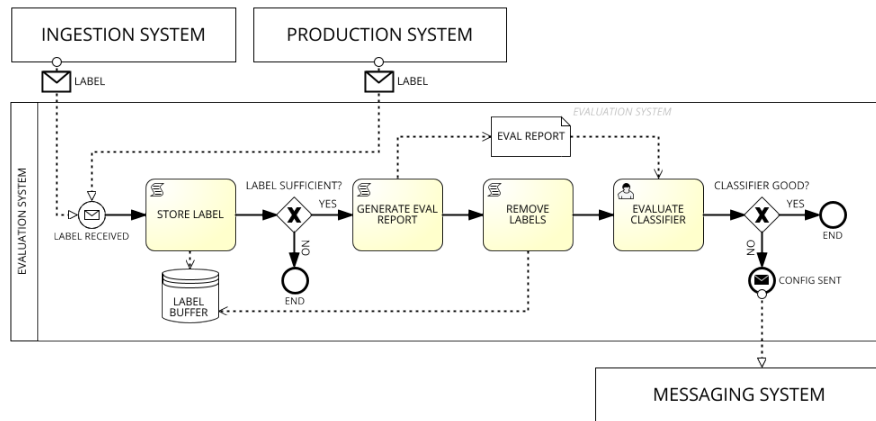 INGESTION SYSTEM
PRODUCTION SYSTEM
LABEL
LABEL
EVALUATION SYSTEM
EVALUATION SYSTEM
EVAL REPORT
LABEL RECEIVED
STORE LABEL
LABEL SUFFICIENT?
YES
NO
END
GENERATE EVAL
REPORT
REMOVE
LABELS
EVALUATE
CLASSIFIER
CLASSIFIER GOOD?
YES
END
NO
CONFIG SENT
LABEL
BUFFER
MESSAGING SYSTEM